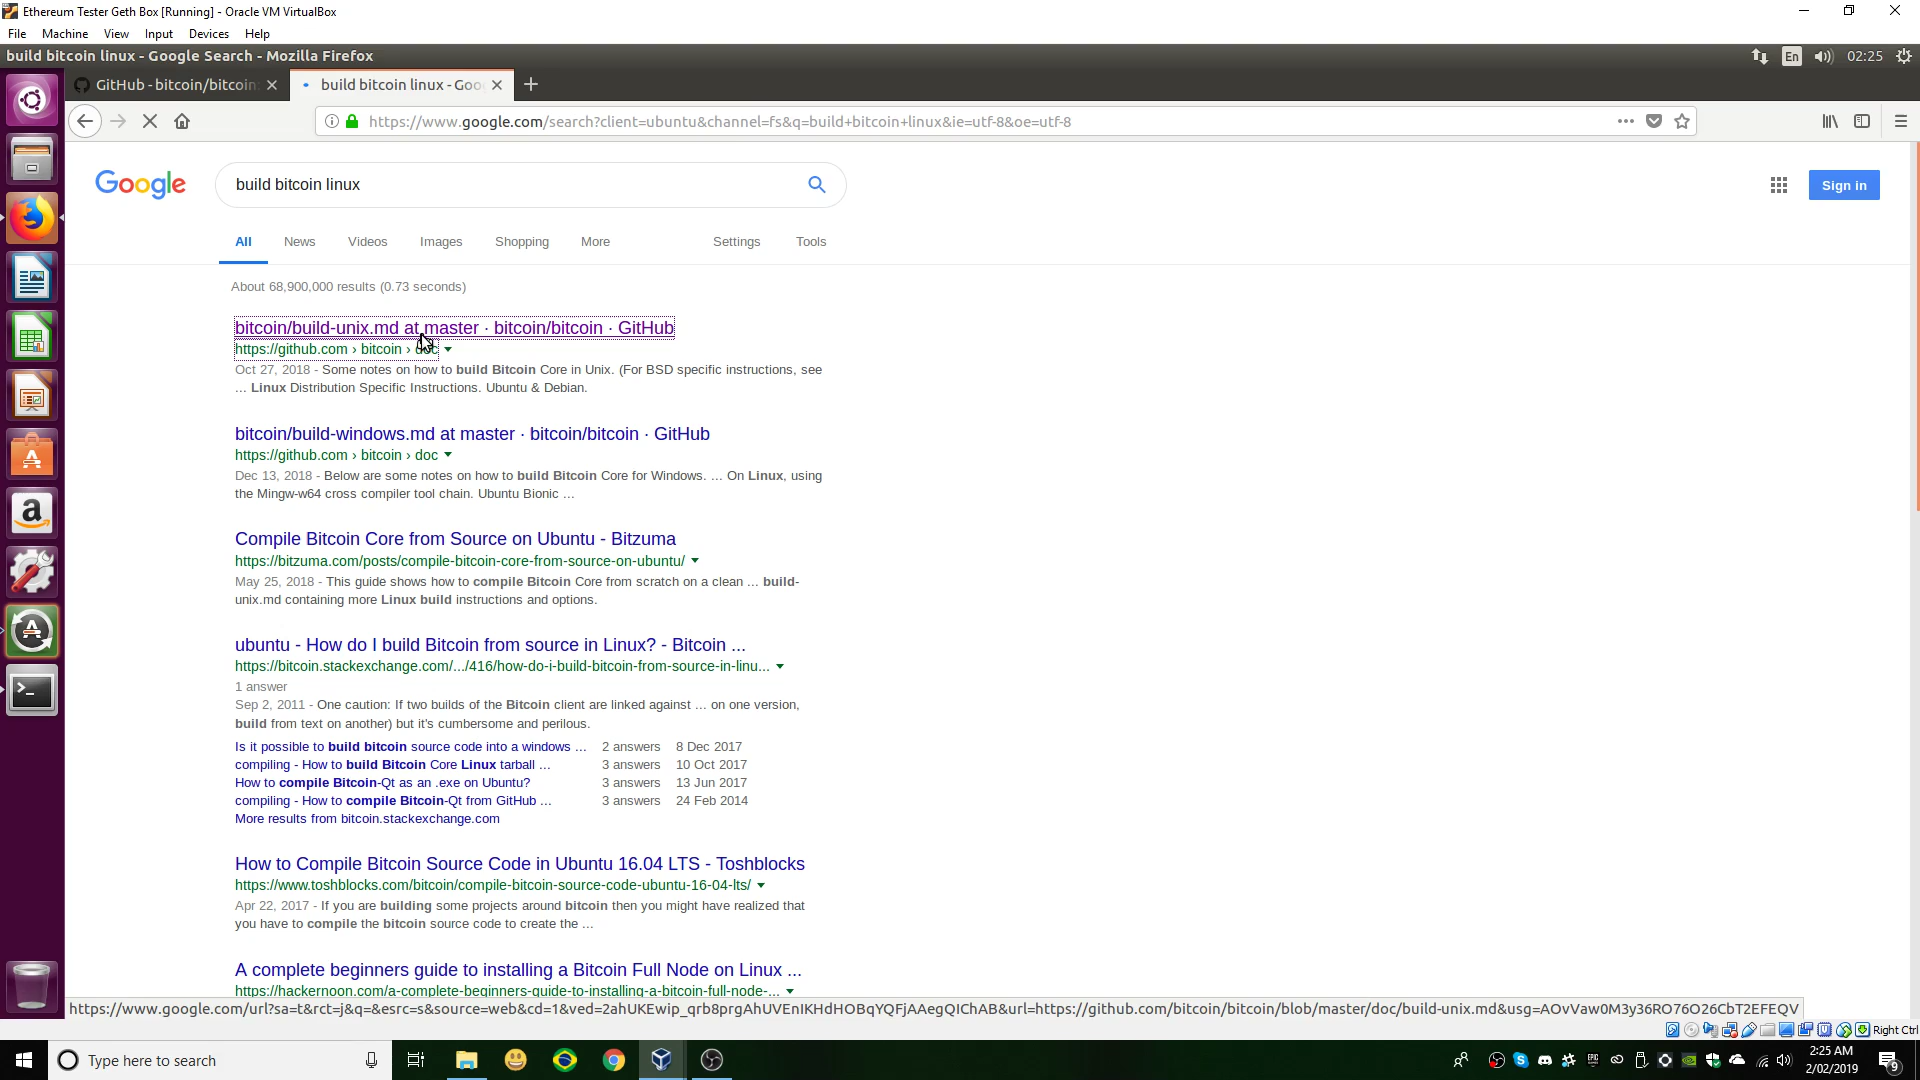 Ethereum Tester Geth Box [Running] - Oracle VM VirtualBox
File Machine View Input Devices Help
build bitcoin linux - Google Search - Mozilla Firefox
En 02:25
GitHub - bitcoin/bitcoin:
build bitcoin linux - Goo
https://www.google.com/search?client=ubuntu&channel=fs&q=build+bitcoin+linux&ie=utf-8&oe=utf-8
Google
build bitcoin linux
Sign in
All News Videos Images Shopping More Settings Tools
About 68,900,000 results (0.73 seconds)
bitcoin/build-unix.md at master · bitcoin/bitcoin · GitHub
https://github.com › bitcoin › doc
Oct 27, 2018 - Some notes on how to build Bitcoin Core in Unix. (For BSD specific instructions, see
... Linux Distribution Specific Instructions. Ubuntu & Debian.
bitcoin/build-windows.md at master · bitcoin/bitcoin · GitHub
https://github.com › bitcoin › doc
Dec 13, 2018 - Below are some notes on how to build Bitcoin Core for Windows. ... On Linux, using
the Mingw-w64 cross compiler tool chain. Ubuntu Bionic ...
Compile Bitcoin Core from Source on Ubuntu - Bitzuma
https://bitzuma.com/posts/compile-bitcoin-core-from-source-on-ubuntu/
May 25, 2018 - This guide shows how to compile Bitcoin Core from scratch on a clean ... build-
unix.md containing more Linux build instructions and options.
ubuntu - How do I build Bitcoin from source in Linux? - Bitcoin ...
https://bitcoin.stackexchange.com/.../416/how-do-i-build-bitcoin-from-source-in-linu...
1 answer
Sep 2, 2011 - One caution: If two builds of the Bitcoin client are linked against ... on one version,
build from text on another) but it's cumbersome and perilous.
Is it possible to build bitcoin source code into a windows ... 2 answers 8 Dec 2017
compiling - How to build Bitcoin Core Linux tarball ... 3 answers 10 Oct 2017
How to compile Bitcoin-Qt as an .exe on Ubuntu? 3 answers 13 Jun 2017
compiling - How to compile Bitcoin-Qt from GitHub ... 3 answers 24 Feb 2014
More results from bitcoin.stackexchange.com
How to Compile Bitcoin Source Code in Ubuntu 16.04 LTS - Toshblocks
https://www.toshblocks.com/bitcoin/compile-bitcoin-source-code-ubuntu-16-04-lts/
Apr 22, 2017 - If you are building some projects around bitcoin then you might have realized that
you have to compile the bitcoin source code to create the ...
A complete beginners guide to installing a Bitcoin Full Node on Linux ...
https://hackernoon.com/a-complete-beginners-guide-to-installing-a-bitcoin-full-node-...
https://www.google.com/url?sa=t&rct=j&q=&esrc=s&source=web&cd=1&ved=2ahUKEwip_qrb8prgAhUVEnIKHdHOBqYQFjAAegQIChAB&url=https://github.com/bitcoin/bitcoin/blob/master/doc/build-unix.md&usg=AOvVaw0M3y36RO76O26CbT2EFEQV
Right Ctrl
Type here to search
2:25 AM
2/02/2019
9